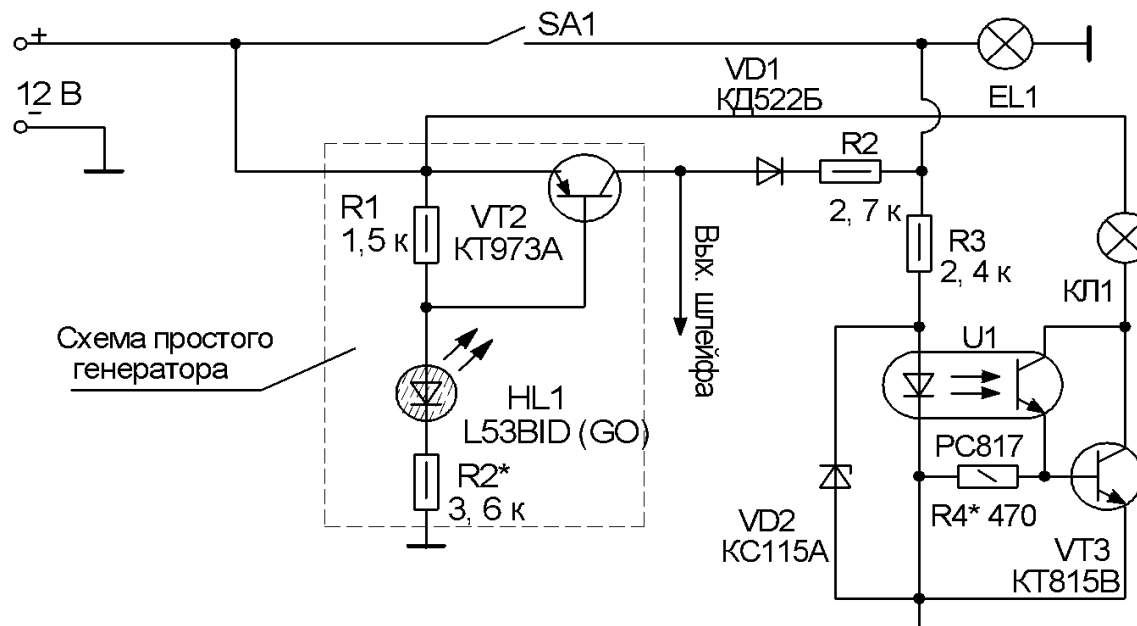 +
SA1
12 В
-
VD1
КД522Б
EL1
R2
2, 7 к
R1
1,5 к
VT2
КТ973А
Вых. шлейфа
R3
2, 4 к
КЛ1
Схема простого
генератора
U1
HL1
L53BID (GO)
PC817
R2*
3, 6 к
R4* 470
VD2
КС115А
VT3
КТ815В